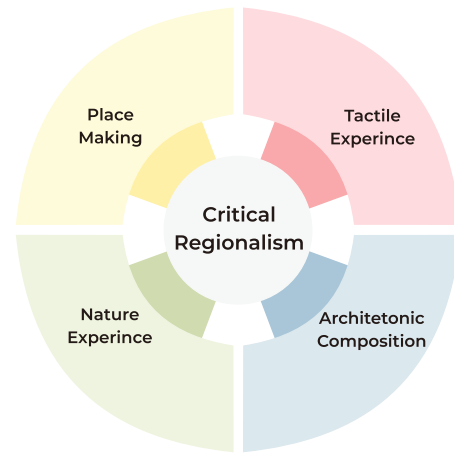 Place
Making
Tactile
Experince
Critical
Regionalism
Nature
Experince
Architetonic
Composition